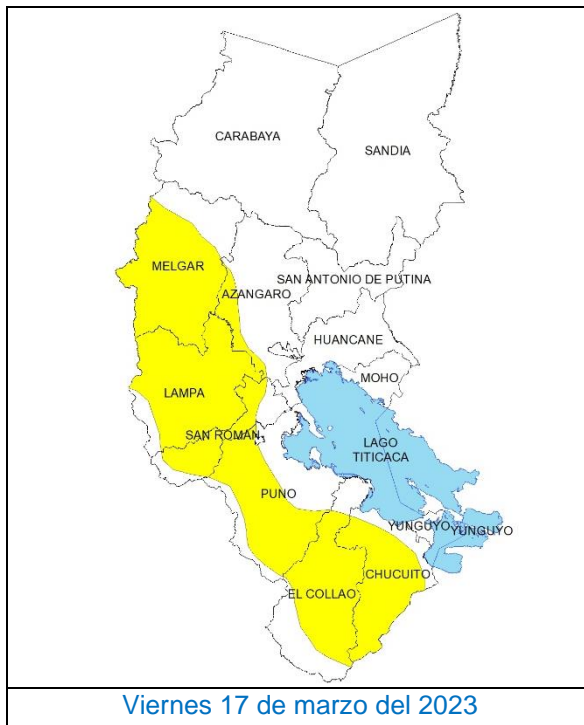 CARABAYA
SANDIA
MELGAR
SAN ANTONIO DE PUTINA
AZANGARO
HUANCANE
MOHO
LAMPA
SAN ROMAN
LAGO
TITICACA
PUNO
YUNGUYO
YUNGUYO
CHUCUITO
EL COLLAO
Viernes 17 de marzo del 2023